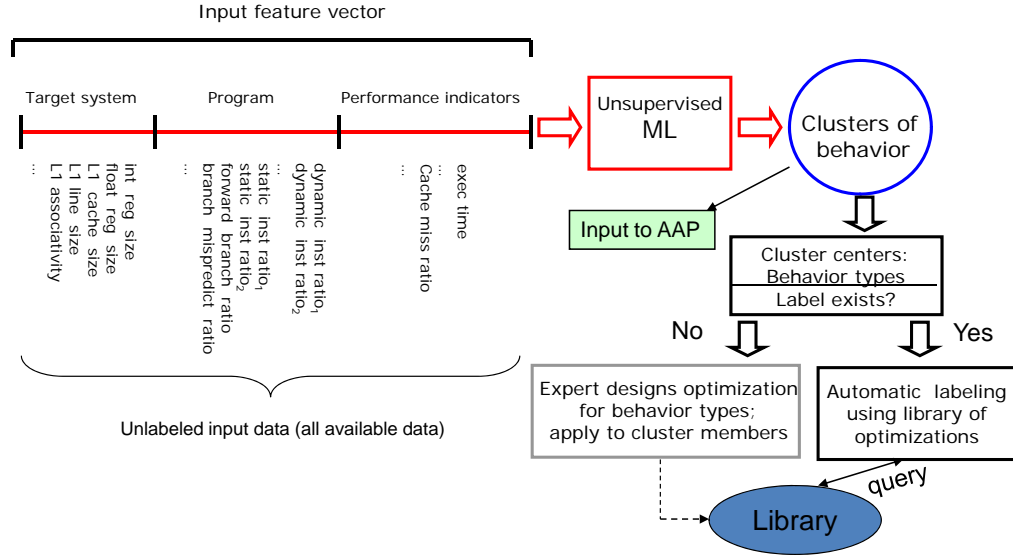 Input feature vector
Target system
Program
Performance indicators
int reg size
float reg size
L1 cache size
L1 line size
L1 associativity
...
dynamic inst ratio1
dynamic inst ratio2
...
static inst ratio1
static inst ratio2
forward branch ratio
branch mispredict ratio
...
exec time
...
Cache miss ratio
...
Unlabeled input data (all available data)
Unsupervised
ML
Clusters of
behavior
Input to AAP
Cluster centers:
Behavior types
Label exists?
No
Yes
Expert designs optimization
for behavior types;
apply to cluster members
Automatic labeling
using library of
optimizations
query
Library